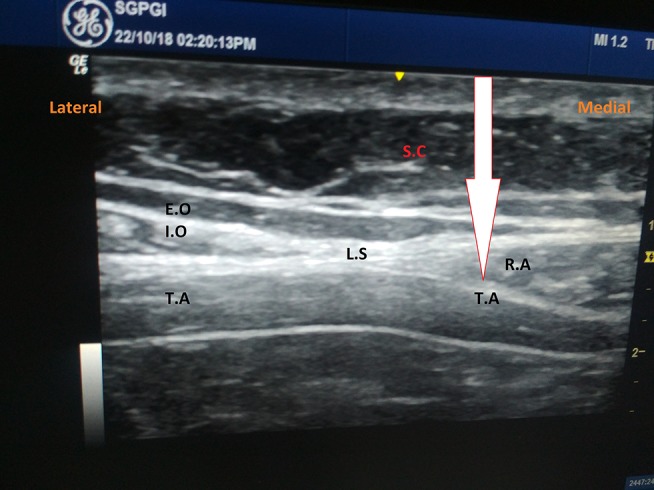 SGPGI
22/10/18 02:20:13PM
MI 1.2
GE
Lateral
Medial
S.C
E.O
I.O
L.S
R.A
T.A
T.A
1
2